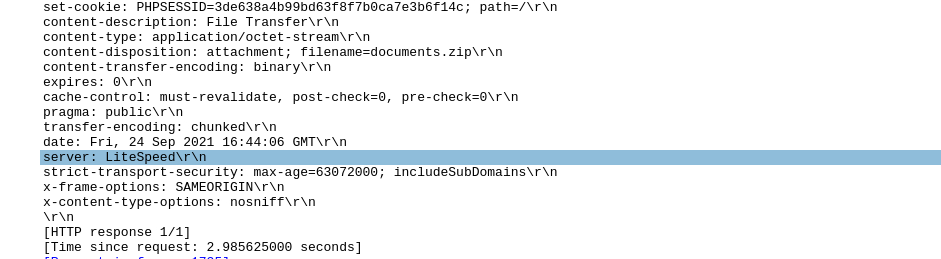 set-cookie: PHPSESSID=3de638a4b99bd63f8f7b0ca7e3b6f14c; path=/\r\n
content-description: File Transfer\r\n
content-type: application/octet-stream\r\n
content-disposition: attachment; filename=documents.zip\r\n
content-transfer-encoding: binary\r\n
expires: 0\r\n
cache-control: must-revalidate, post-check=0, pre-check=0\r\n
pragma: public\r\n
transfer-encoding: chunked\r\n
date: Fri, 24 Sep 2021 16:44:06 GMT\r\n
server: LiteSpeed\r\n
strict-transport-security: max-age=63072000; includeSubDomains\r\n
x-frame-options: SAMEORIGIN\r\n
x-content-type-options: nosniff\r\n
\r\n
[HTTP response 1/1]
[Time since request: 2.985625000 seconds]